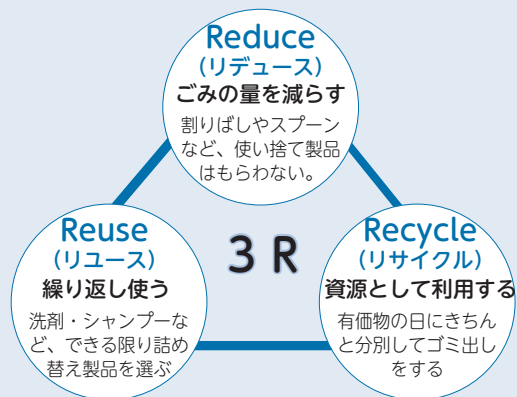 Reduce
(リデュース)
ごみの量を減らす
割りばしやスプーン
など、使い捨て製品
はもらわない。
3R
Reuse
(リユース)
繰り返し使う
洗剤・シャンプーな
ど、できる限り詰め
替え製品を選ぶ
Recycle
(リサイクル)
資源として利用する
有価物の日にきちん
と分別してゴミ出し
をする